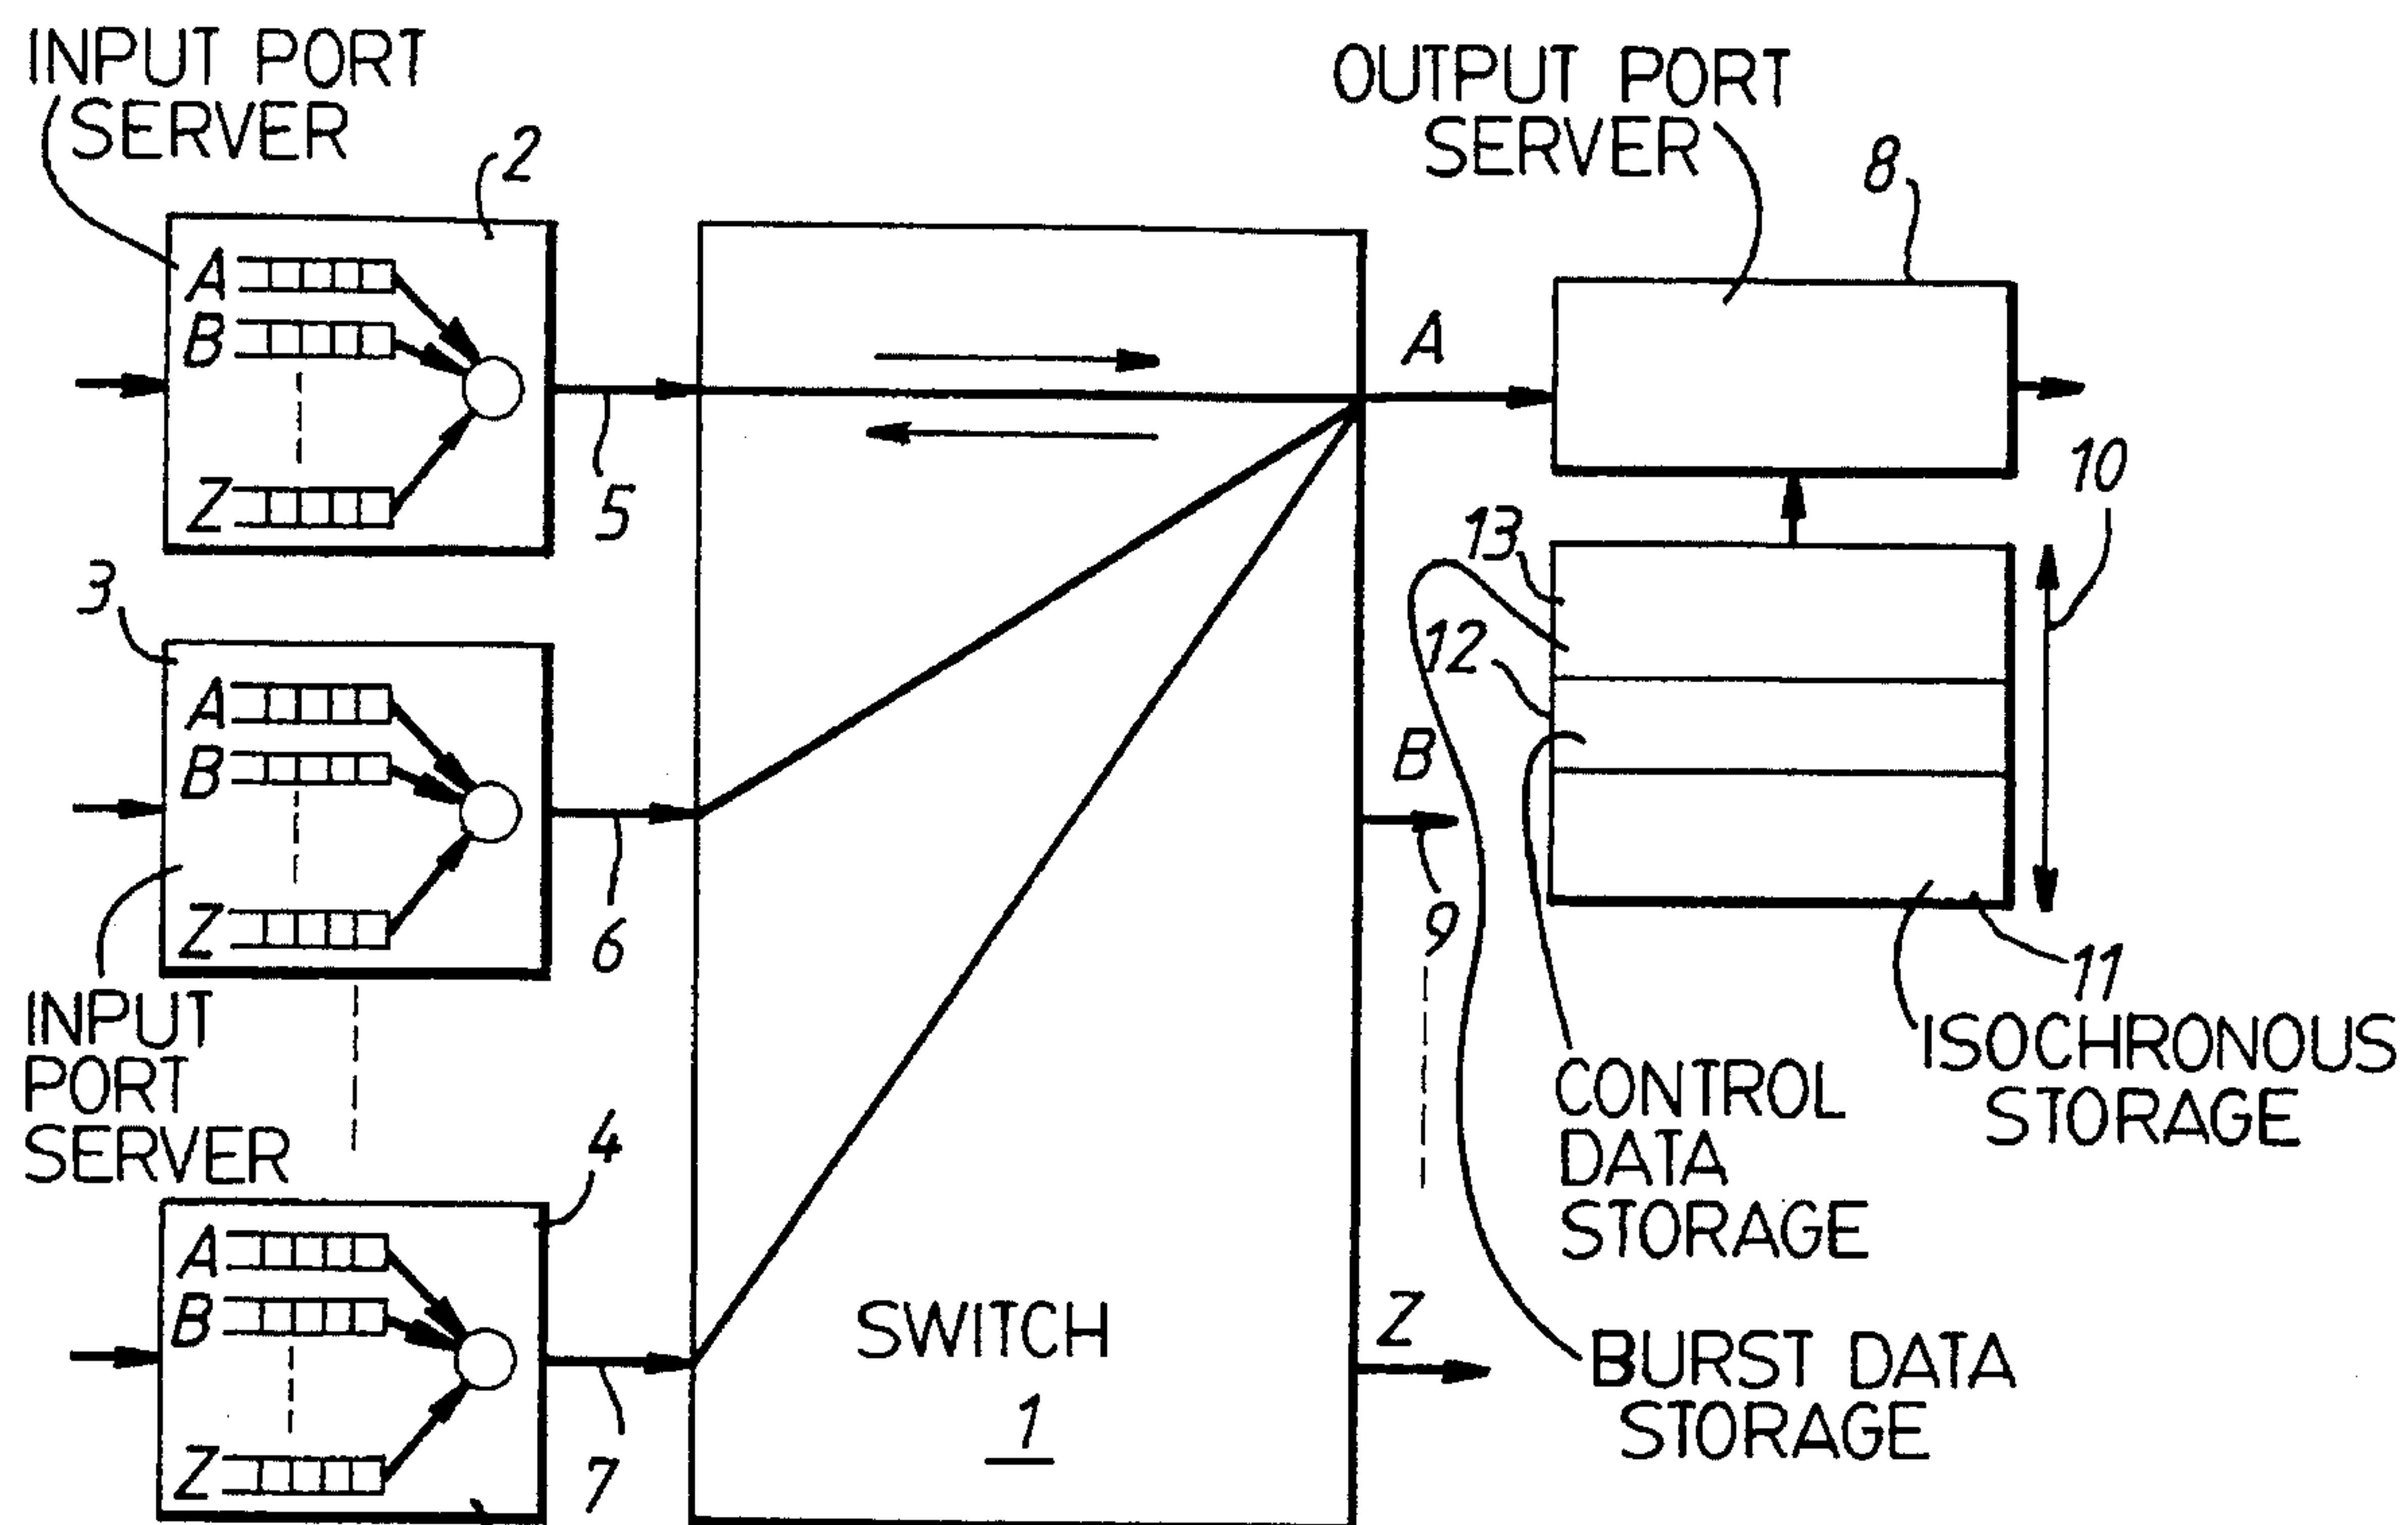 INPUT PORT
SERVER
2
A
B
Z
5
3
A
B
Z
6
INPUT
PORT
SERVER
4
A
B
Z
7
SWITCH
1
A
B
9
Z
OUTPUT PORT
SERVER
8
10
13
12
11
ISOCHRONOUS
STORAGE
CONTROL
DATA
STORAGE
BURST DATA
STORAGE